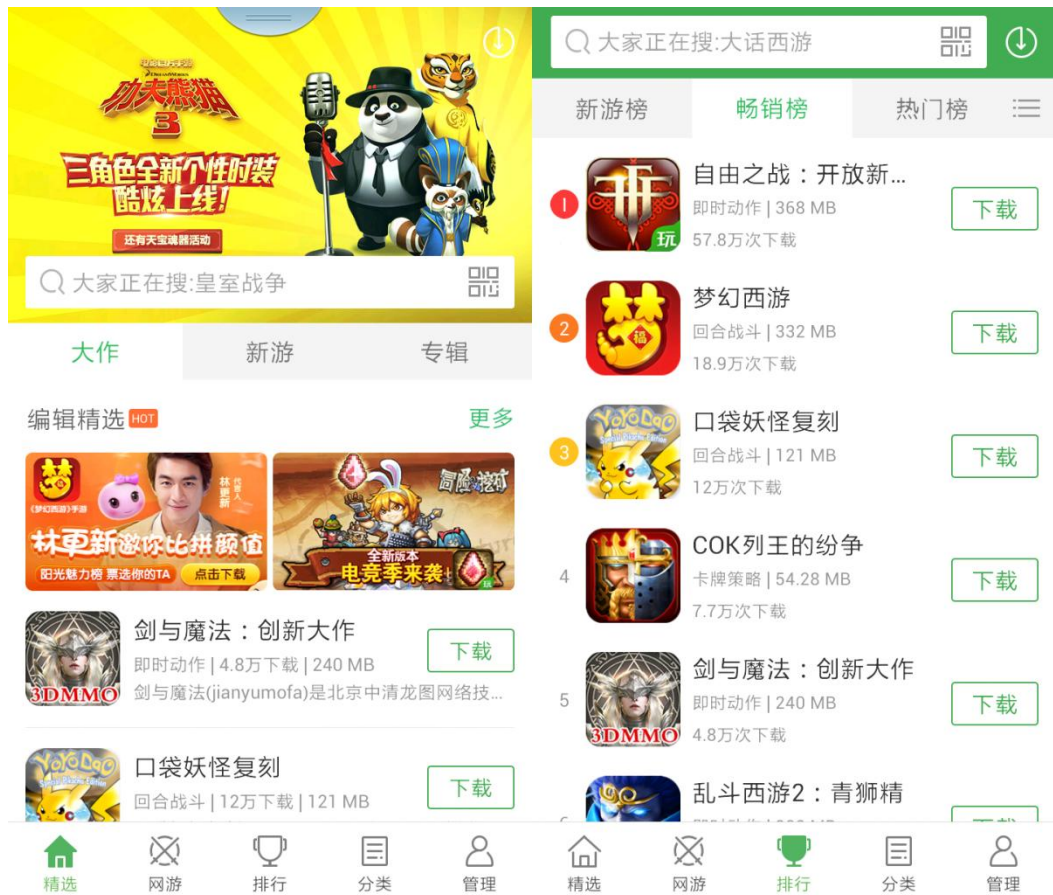 功夫熊猫
3
三角色全新个性时装
酷炫上线!
还有天宝魂器活动
大家正在搜:皇室战争
大作
新游
专辑
编辑精选 HOT
更多
《梦幻西游》手游
代言人
林更新
林更新邀你比拼颜值
阳光魅力榜 票选你的TA
点击下载
冒险与挖矿
全新版本
电竞季来袭
玩
剑与魔法：创新大作
即时动作 | 4.8万下载 | 240 MB
剑与魔法(jianyumofa)是北京中清龙图网络技...
下载
3DMMO
YoYoDao
口袋妖怪复刻
回合战斗 | 12万下载 | 121 MB
下载
精选
网游
排行
分类
管理
大家正在搜:大话西游
新游榜
畅销榜
热门榜
1
自由之战：开放新...
即时动作 | 368 MB
57.8万次下载
下载
玩
2
梦
福
梦幻西游
回合战斗 | 332 MB
18.9万次下载
下载
3
YoYoDao
口袋妖怪复刻
回合战斗 | 121 MB
12万次下载
下载
4
COK列王的纷争
卡牌策略 | 54.28 MB
7.7万次下载
下载
5
3DMMO
剑与魔法：创新大作
即时动作 | 240 MB
4.8万次下载
下载
乱斗西游2：青狮精
精选
网游
排行
分类
管理